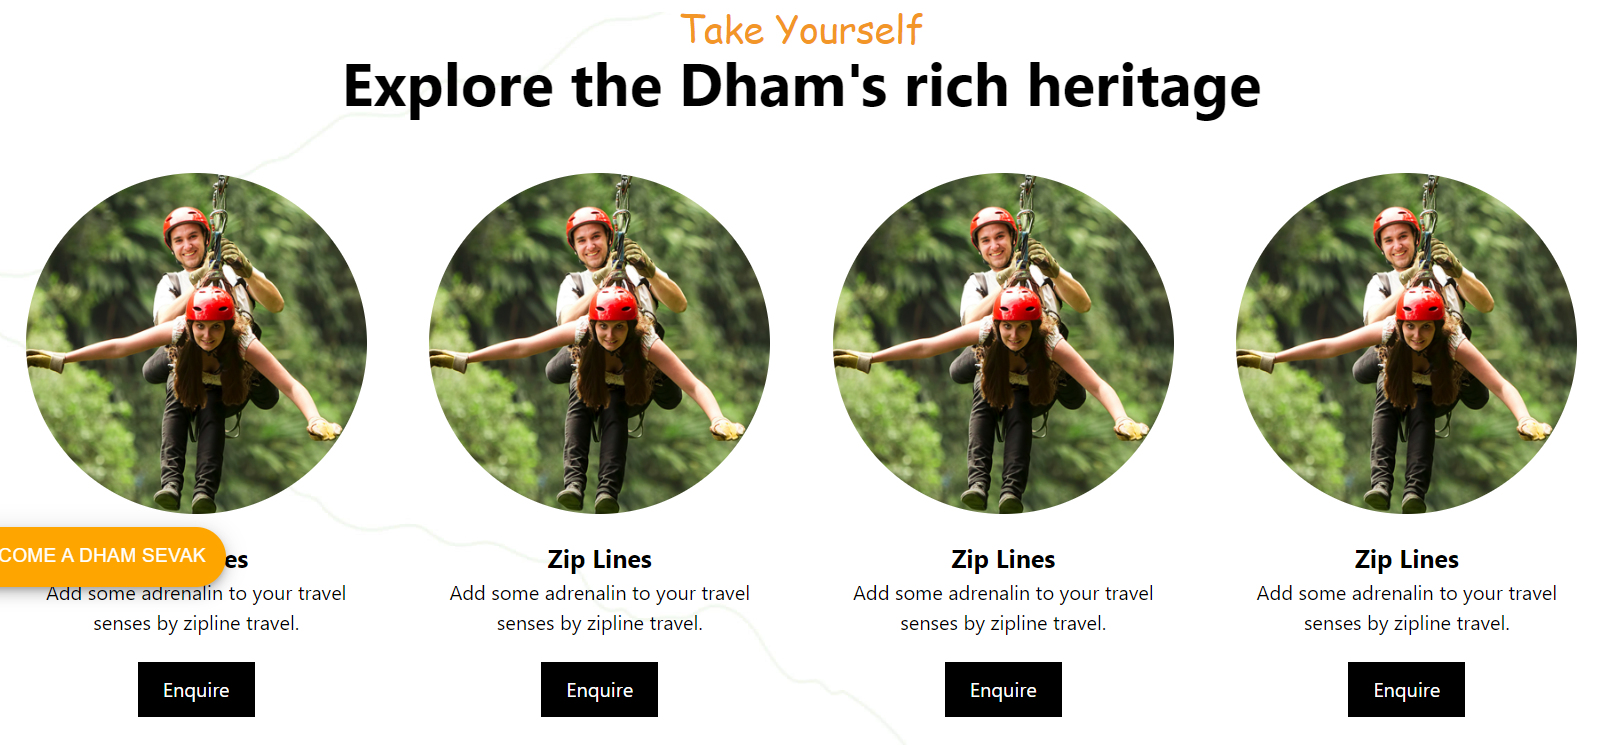 Take Yourself
Explore the Dham's rich heritage
COME A DHAM SEVAK
es
Add some adrenalin to your travel
senses by zipline travel.
Enquire
Zip Lines
Add some adrenalin to your travel
senses by zipline travel.
Enquire
Zip Lines
Add some adrenalin to your travel
senses by zipline travel.
Enquire
Zip Lines
Add some adrenalin to your travel
senses by zipline travel.
Enquire